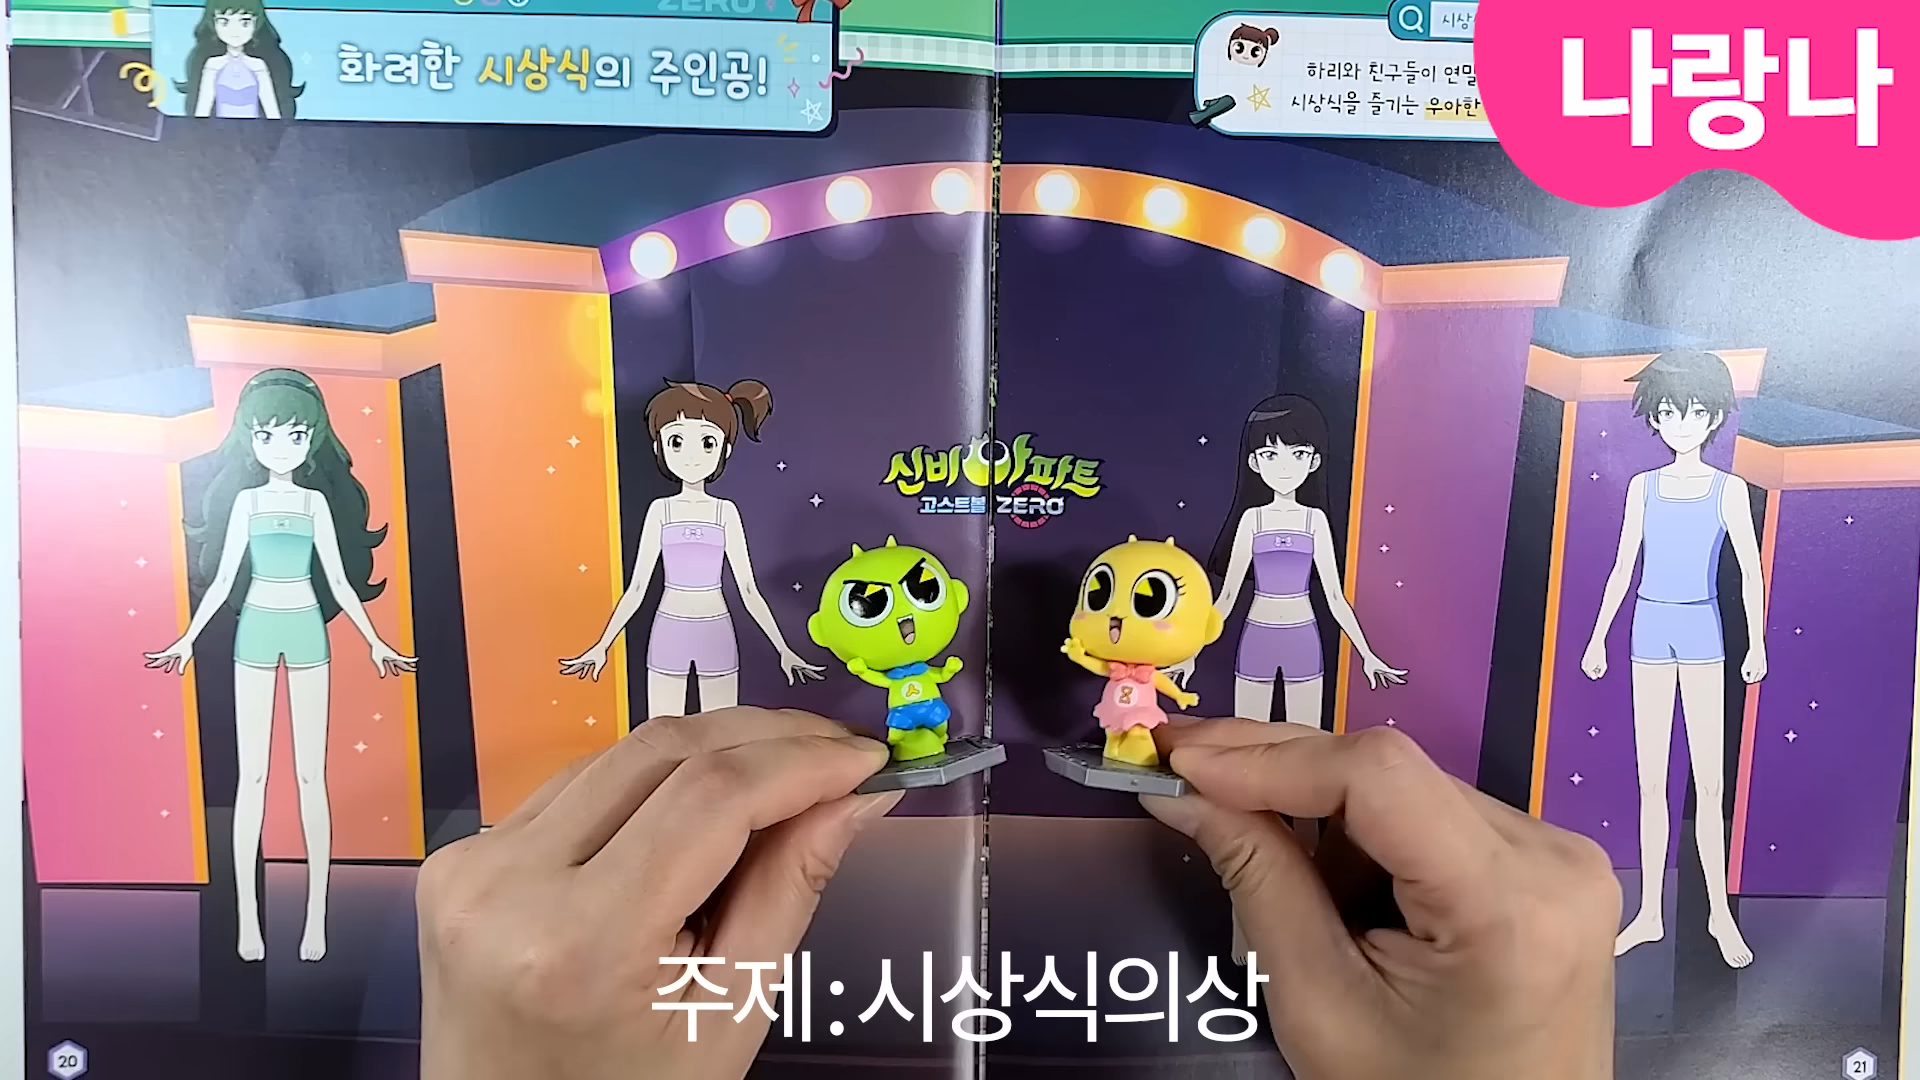 화려한 시상식의 주인공!
시상
하리와 친구들이 연말
시상식을 즐기는 우아한
나랑나
신비아파트
고스트볼 ZERO
주제:시상식의상
20
21